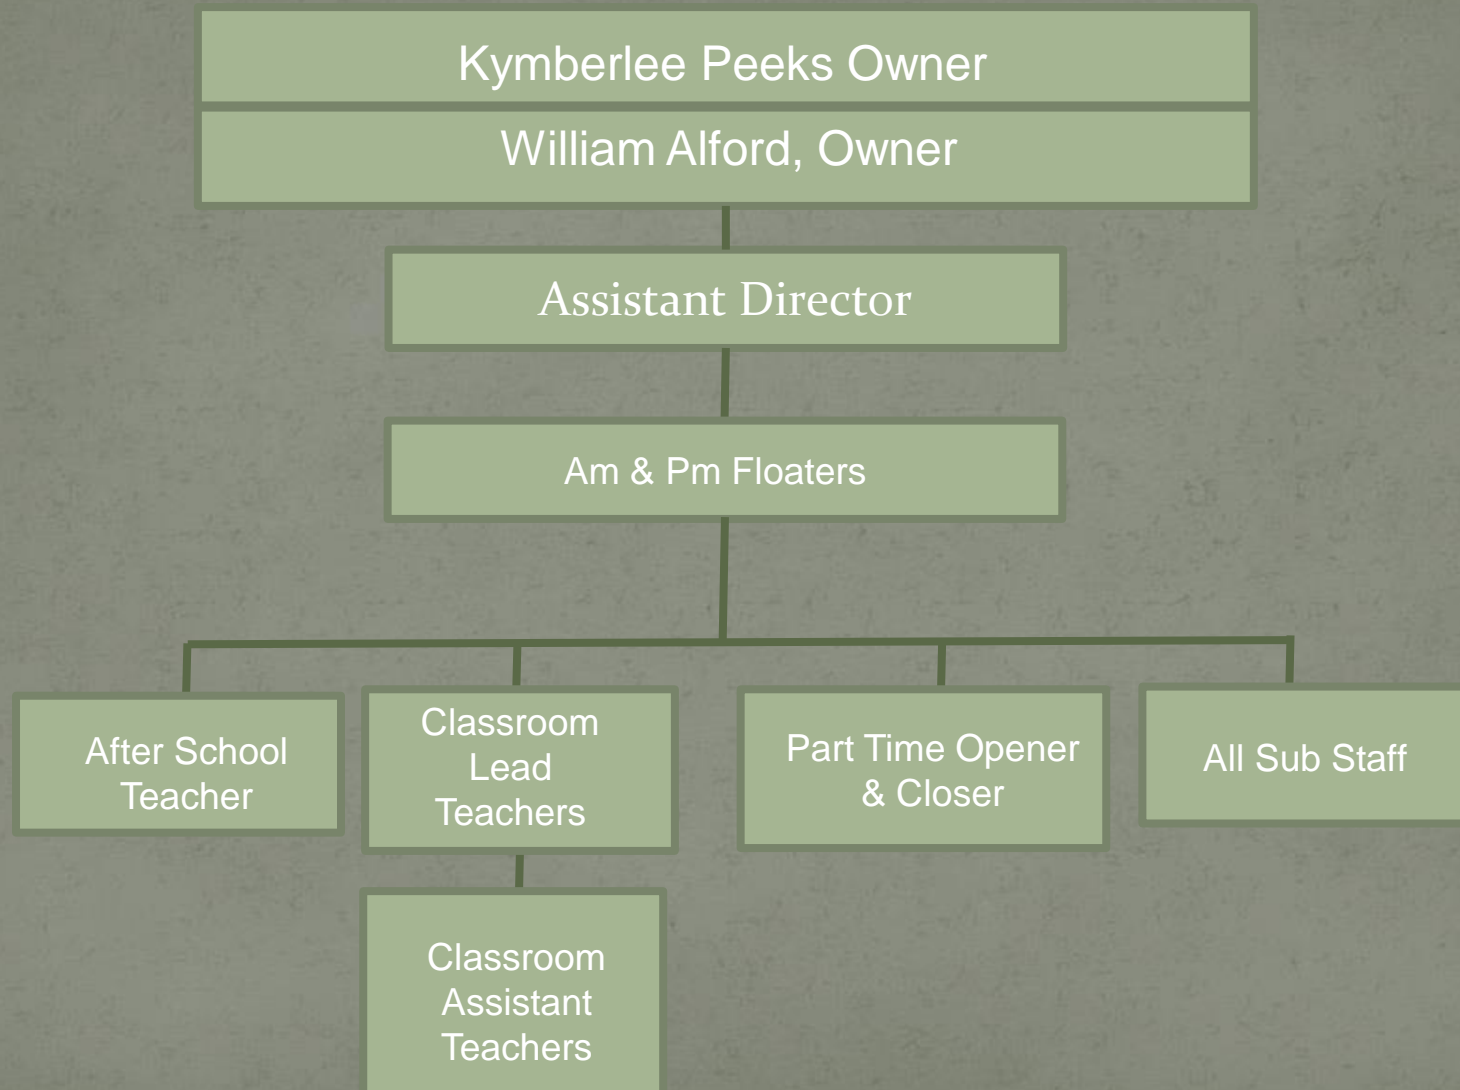 Kymberlee Peeks Owner
William Alford, Owner
Assistant Director
Am & Pm Floaters
After School
Teacher
Classroom
Lead
Teachers
Part Time Opener
& Closer
All Sub Staff
Classroom
Assistant
Teachers